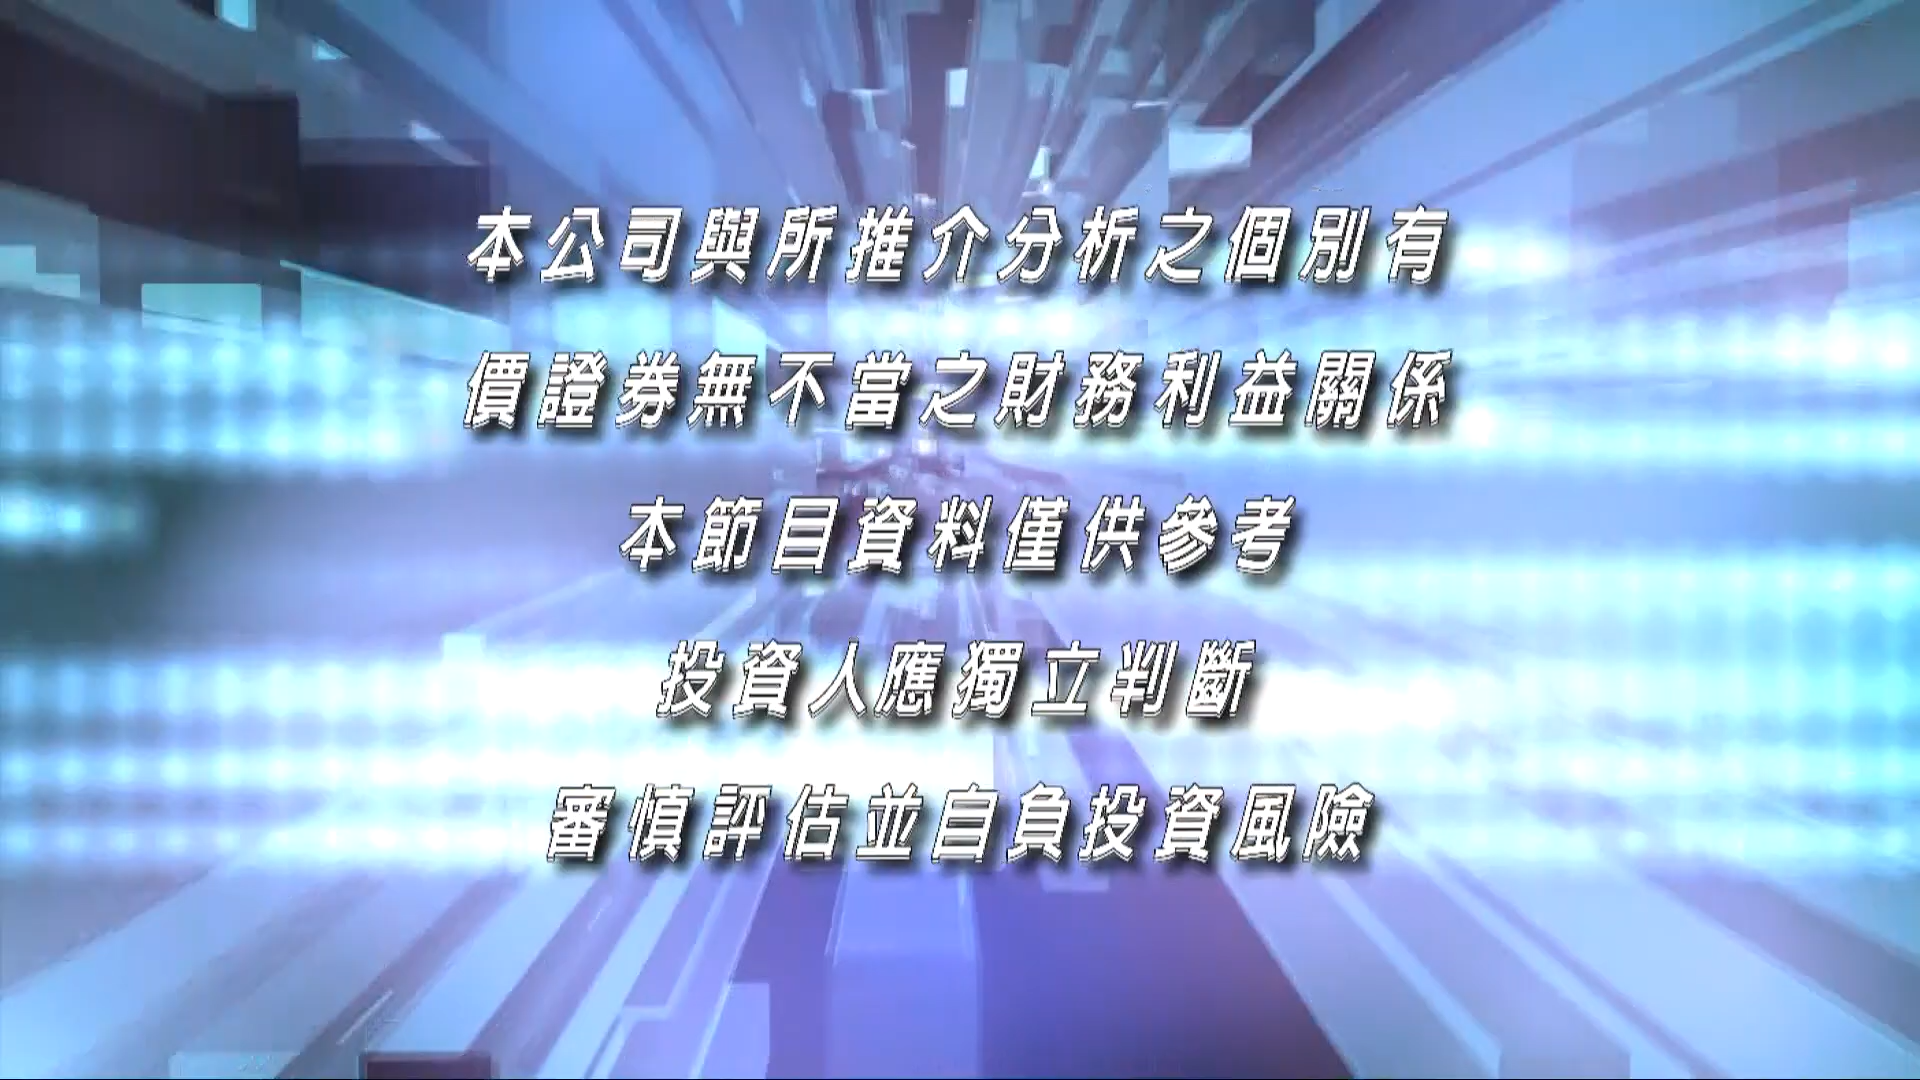 本公司與所推介分析之個別有
價證券無不當之財務利益關係
本節目資料僅供參考
投資人應獨立判斷
審慎評估並自負投資風險